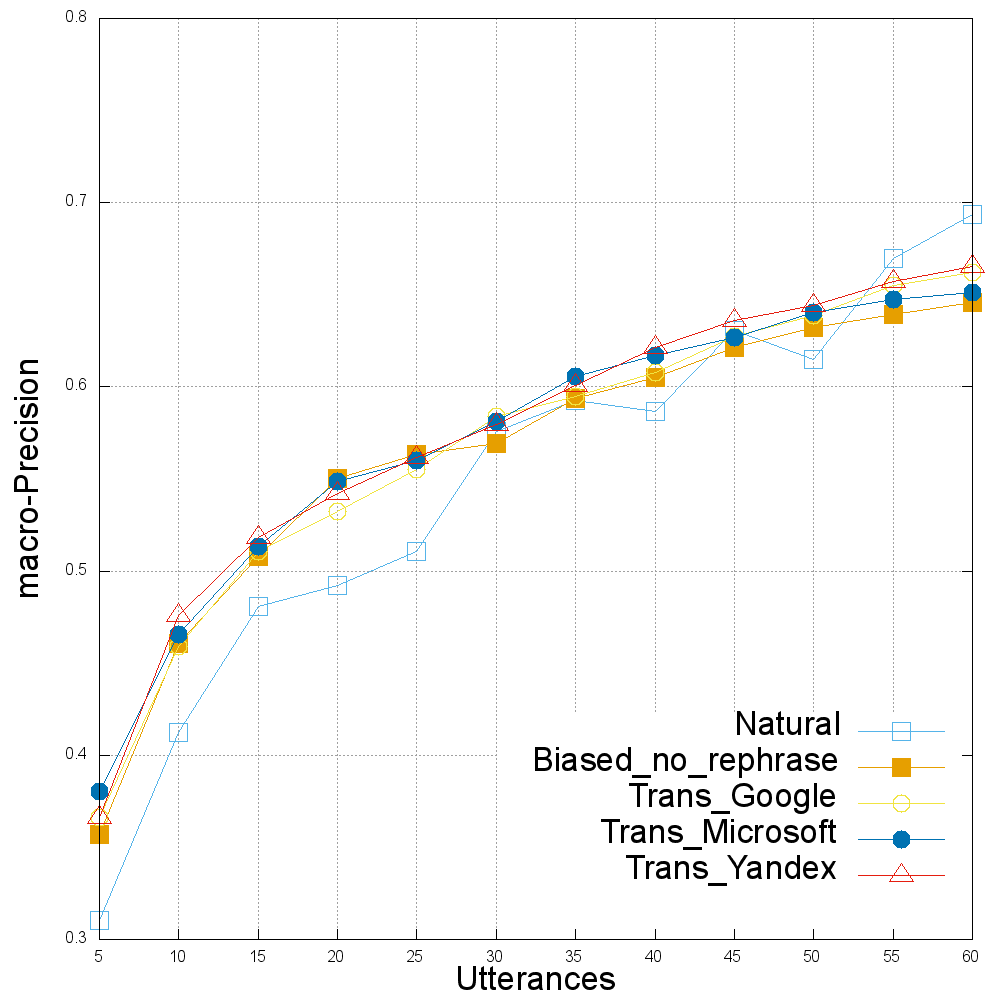 0.8
0.7
0.6
0.5
0.4
0.3
macro-Precision
Natural
Biased_no_rephrase
Trans_Google
Trans_Microsoft
Trans_Yandex
5 10 15 20 25 30 35 40 45 50 55 60
Utterances